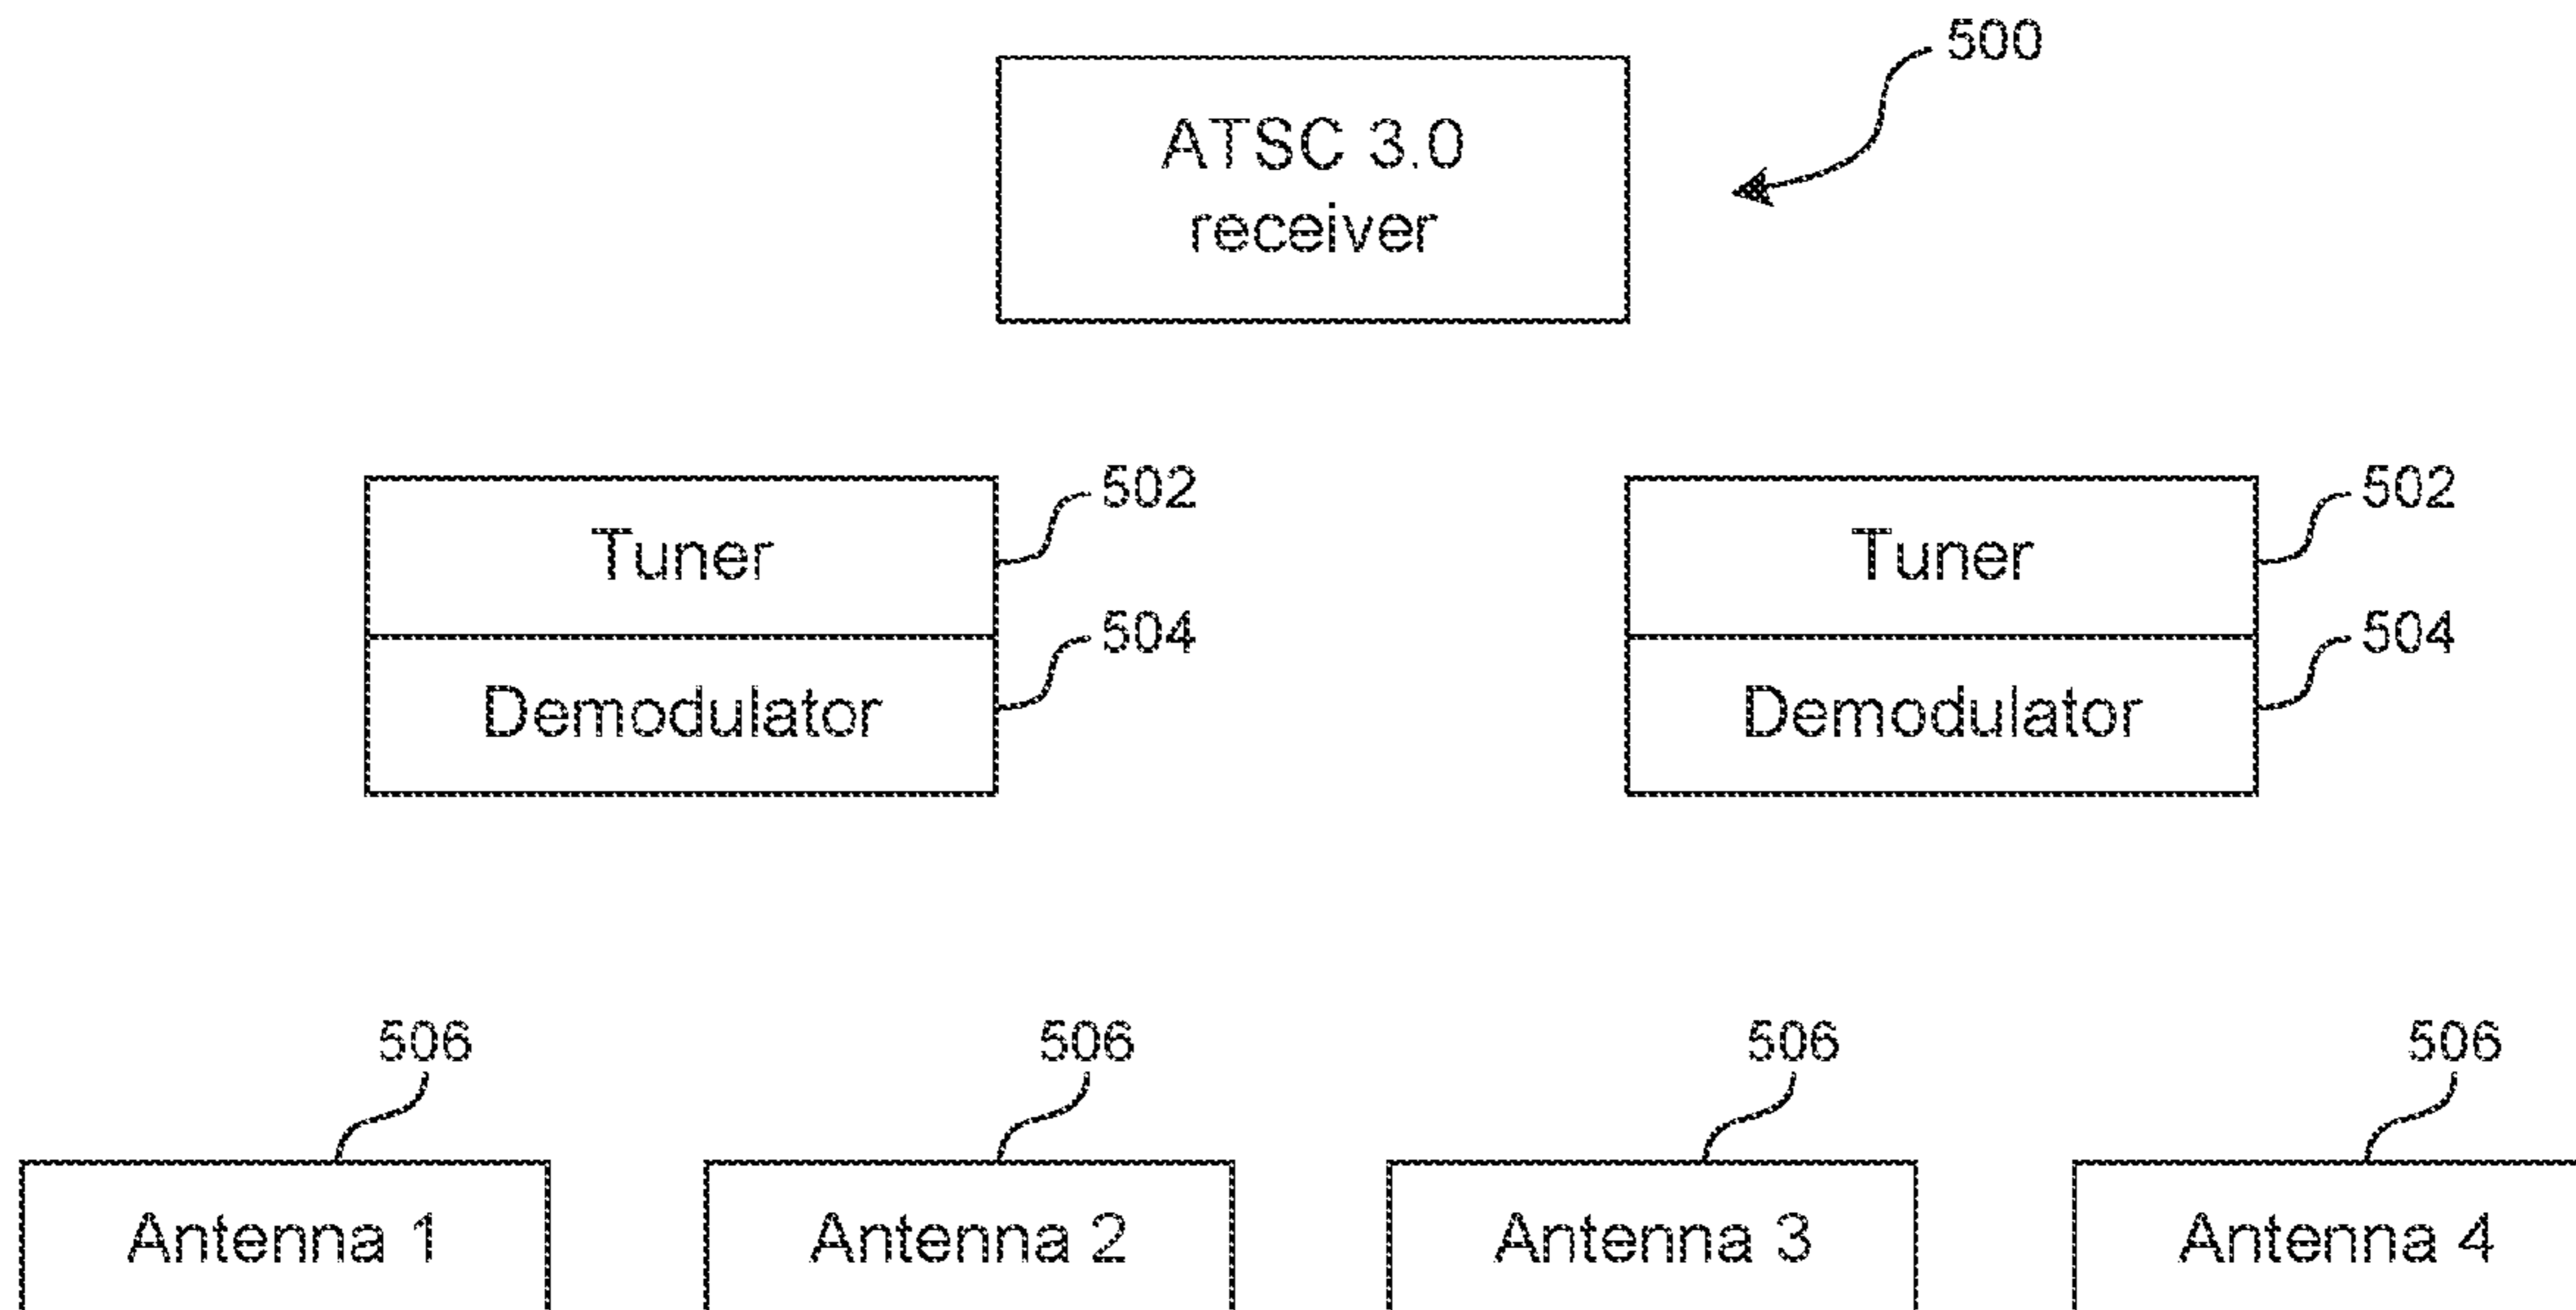 500
ATSC 3.0
receiver
502
502
Tuner
Tuner
504
504
Demodulator
Demodulator
506
506
506
506
Antenna 1
Antenna 2
Antenna 3
Antenna 4